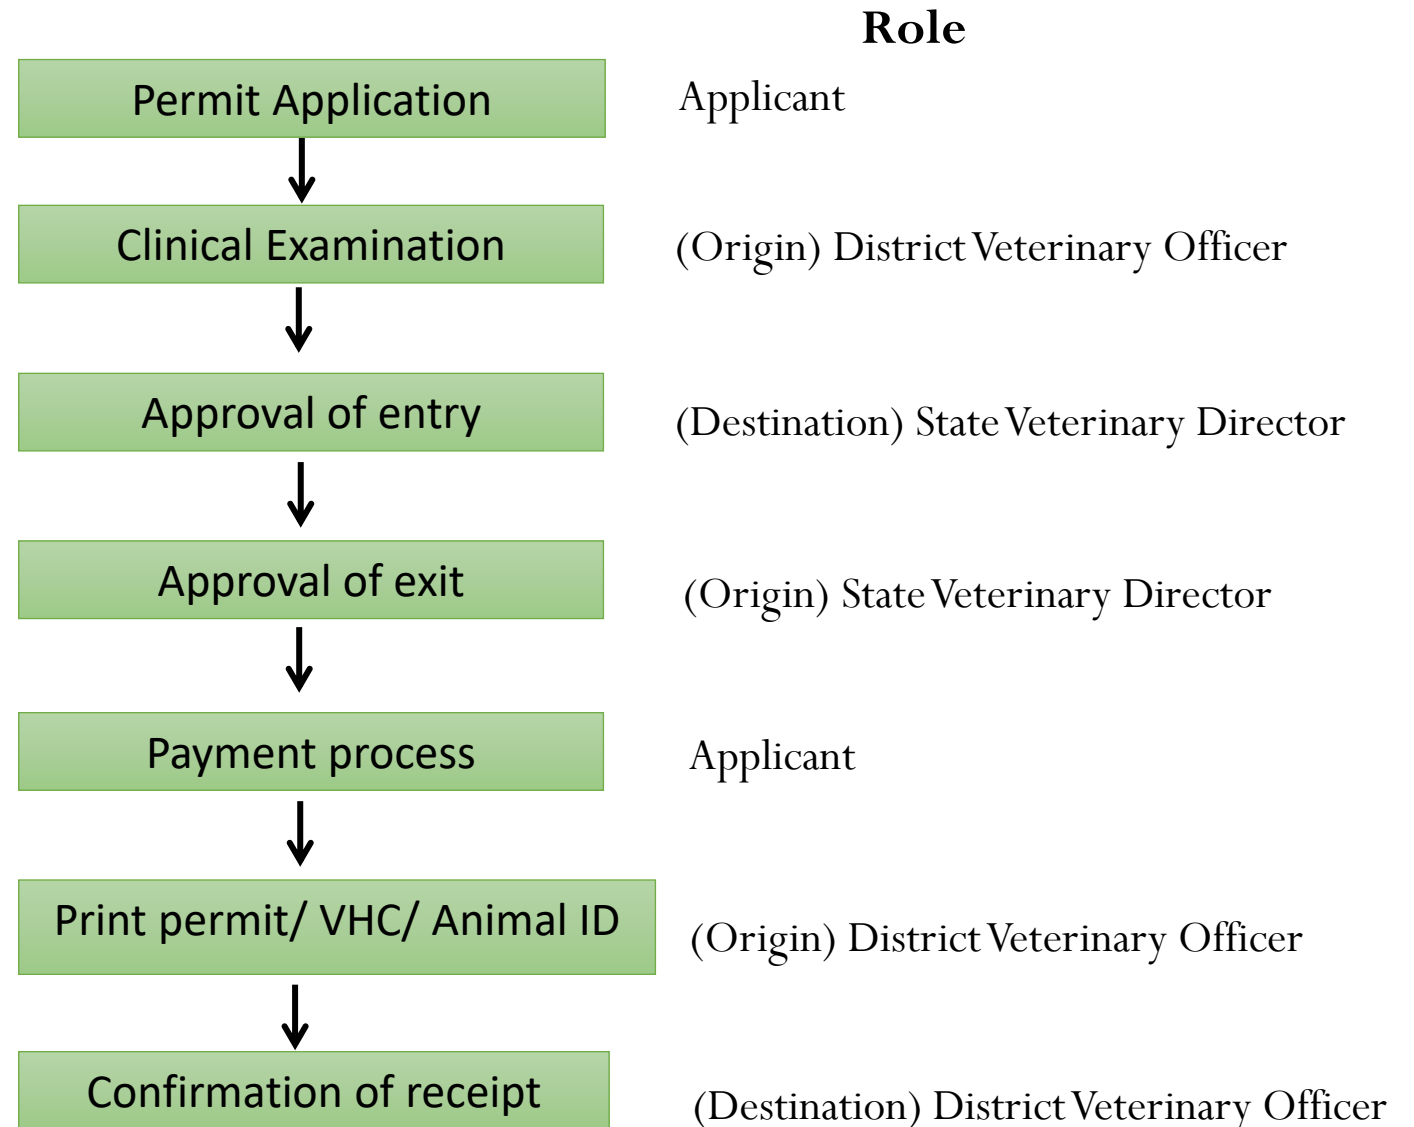 Role
Permit Application
Applicant
Clinical Examination
(Origin) District Veterinary Officer
Approval of entry
(Destination) State Veterinary Director
Approval of exit
(Origin) State Veterinary Director
Payment process
Applicant
Print permit/ VHC/ Animal ID
(Origin) District Veterinary Officer
Confirmation of receipt
(Destination) District Veterinary Officer